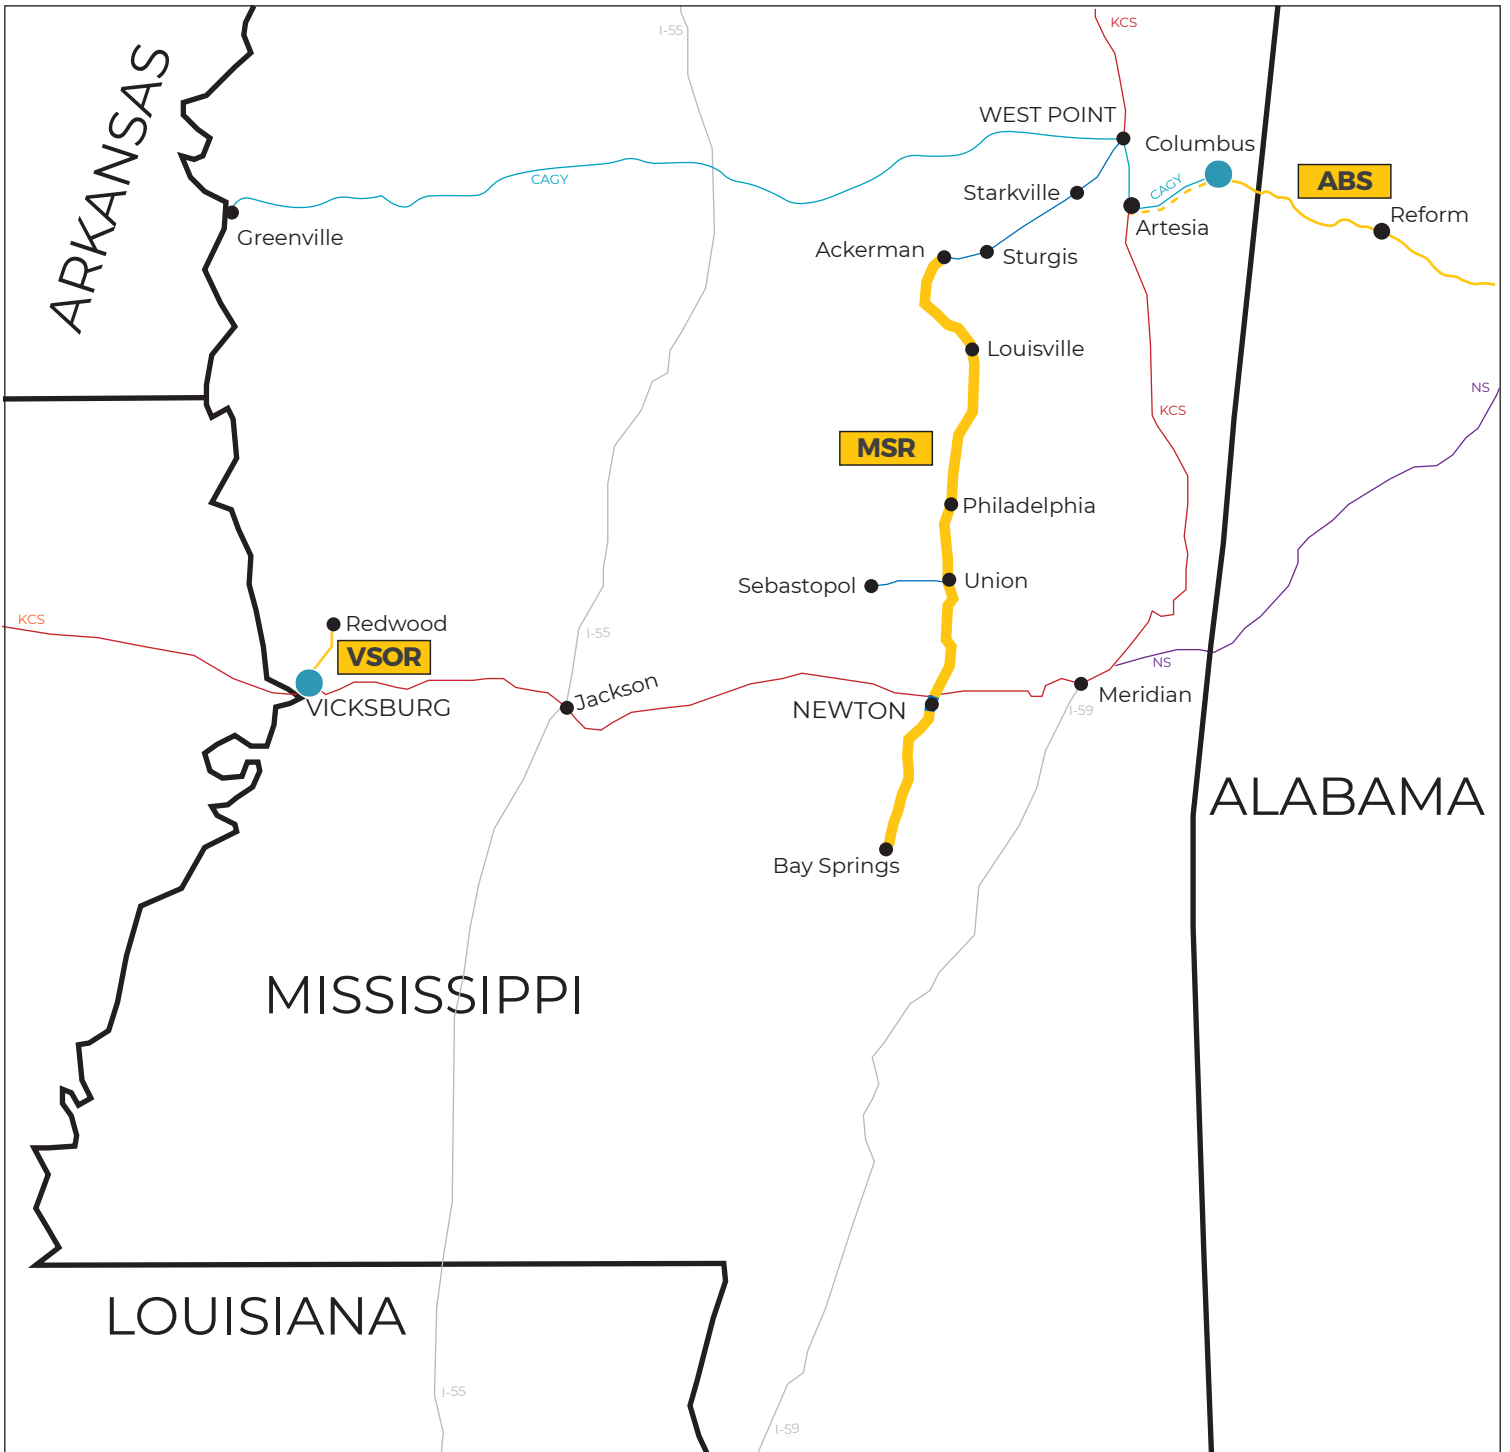 I-55
KCS
ARKANSAS
WEST POINT
Columbus
CAGY
ABS
CAGY
Starkville
Reform
Greenville
Artesia
Ackerman
Sturgis
Louisville
NS
KCS
MSR
Philadelphia
Sebastopol
Union
KCS
Redwood
I-55
VSOR
NS
Jackson
Meridian
VICKSBURG
NEWTON
I-59
ALABAMA
Bay Springs
MISSISSIPPI
LOUISIANA
I-55
I-59